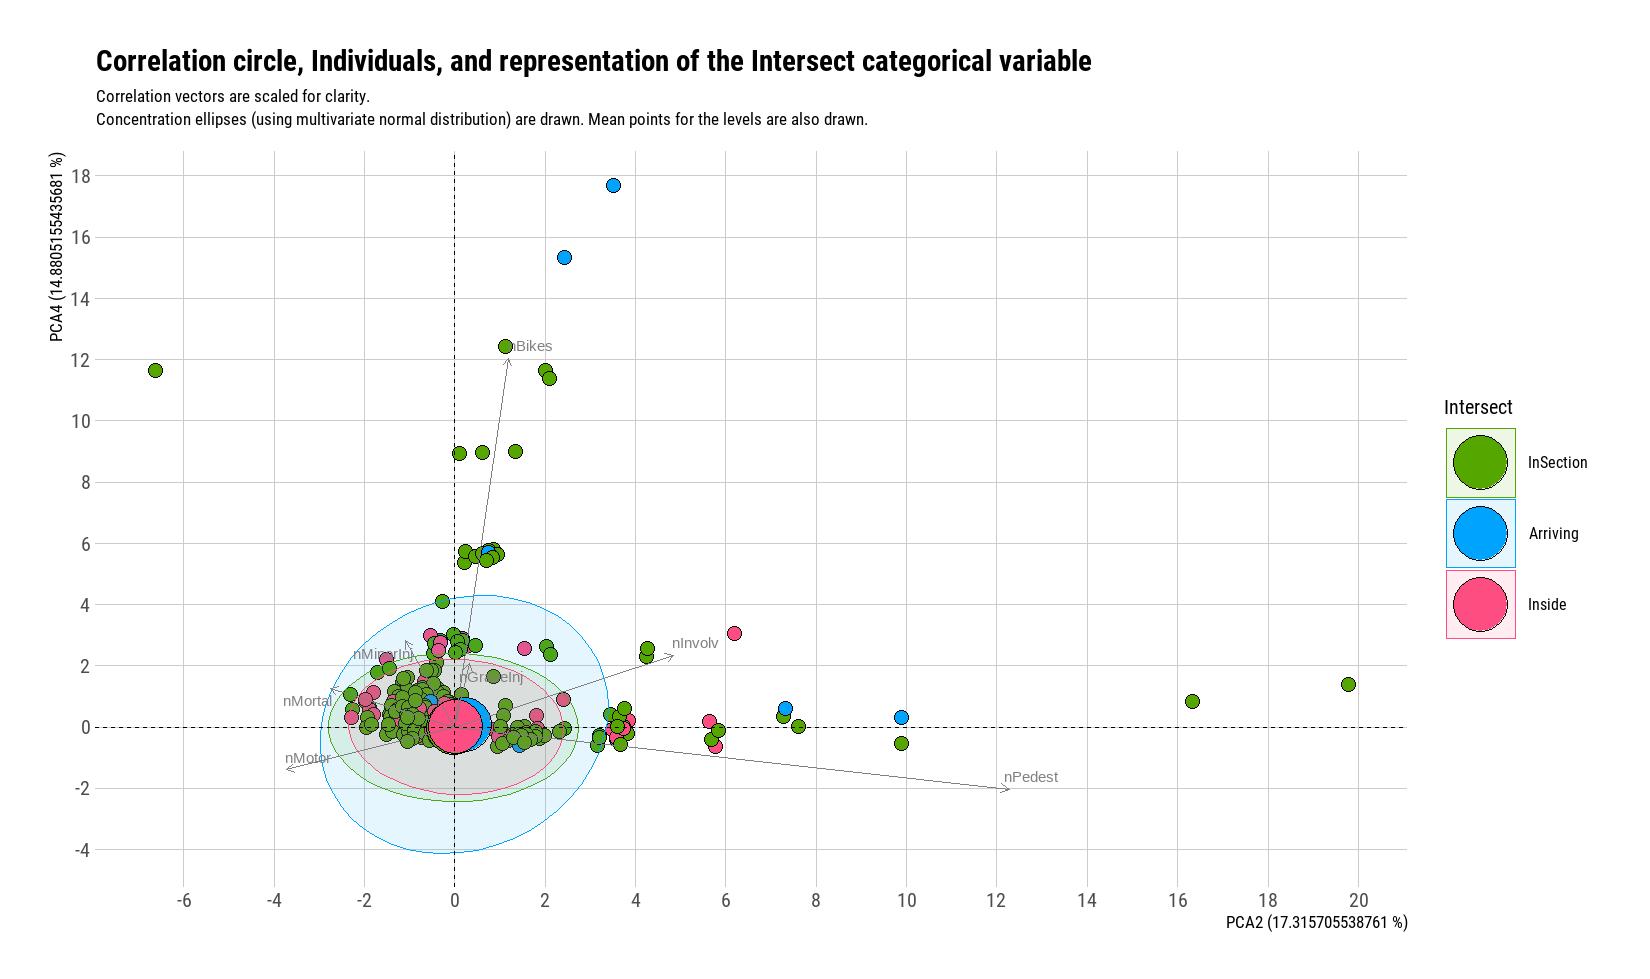 Correlation circle, Individuals, and representation of the Intersect categorical variable
Correlation vectors are scaled for clarity.
Concentration ellipses (using multivariate normal distribution) are drawn. Mean points for the levels are also drawn.
PCA4 (14.8805155435681 %)
18
16
14
12
10
8
6
4
2
0
-2
-4
nBikes
nInvolv
nMinorInj
nGraveInj
nMortal
nMotor
nPedest
Intersect
InSection
Arriving
Inside
-6
-4
-2
0
2
4
6
8
10
12
14
16
18
20
PCA2 (17.315705538761 %)